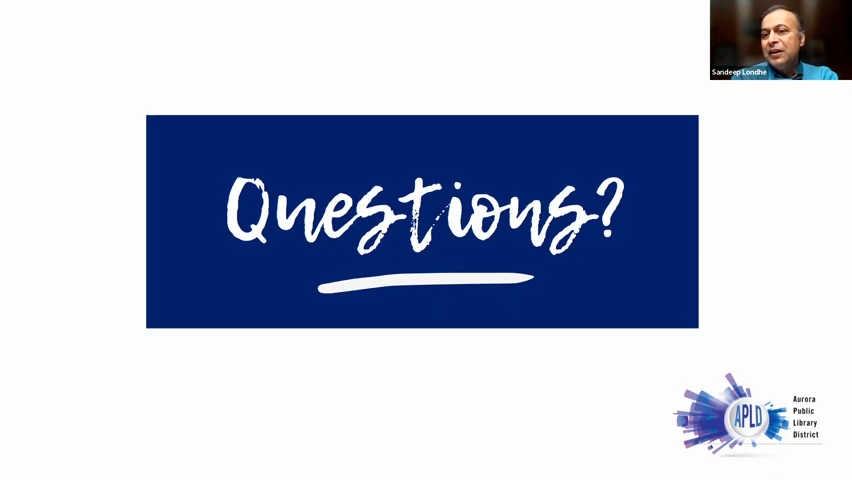 Sandeep Londhe
Questions?
APLD
Aurora
Public
Library
District